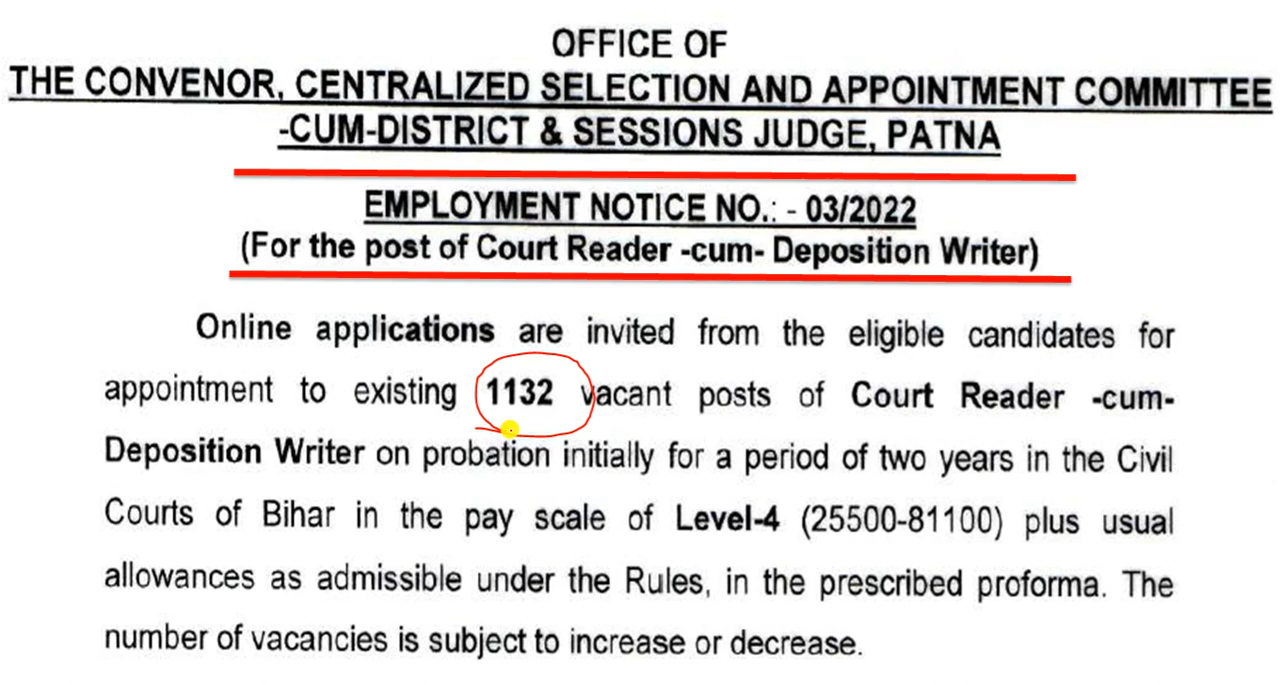 OFFICE OF
THE CONVENOR, CENTRALIZED SELECTION AND APPOINTMENT COMMITTEE
-CUM-DISTRICT & SESSIONS JUDGE, PATNA
EMPLOYMENT NOTICE NO.: - 03/2022
(For the post of Court Reader -cum- Deposition Writer)
Online applications are invited from the eligible candidates for
appointment to existing 1132 vacant posts of Court Reader -cum-
Deposition Writer on probation initially for a period of two years in the Civil
Courts of Bihar in the pay scale of Level-4 (25500-81100) plus usual
allowances as admissible under the Rules, in the prescribed proforma. The
number of vacancies is subject to increase or decrease.